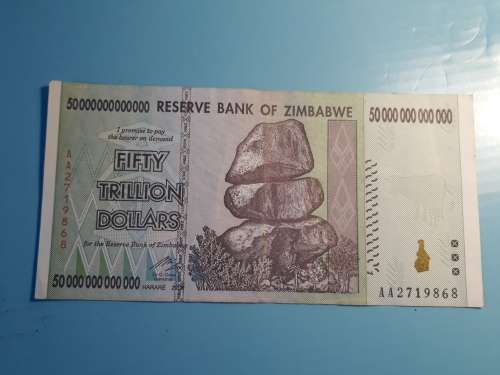 50000000000000 RESERVE BANK OF ZIMBABWE 50 000 000 000 000
I promise to pay
the bearer on demand
FIFTY
TRILLION
DOLLARS
for the Reserve Bank of Zimbabwe
AA2719868
50 000 000 000 000
HARARE
AA2719868